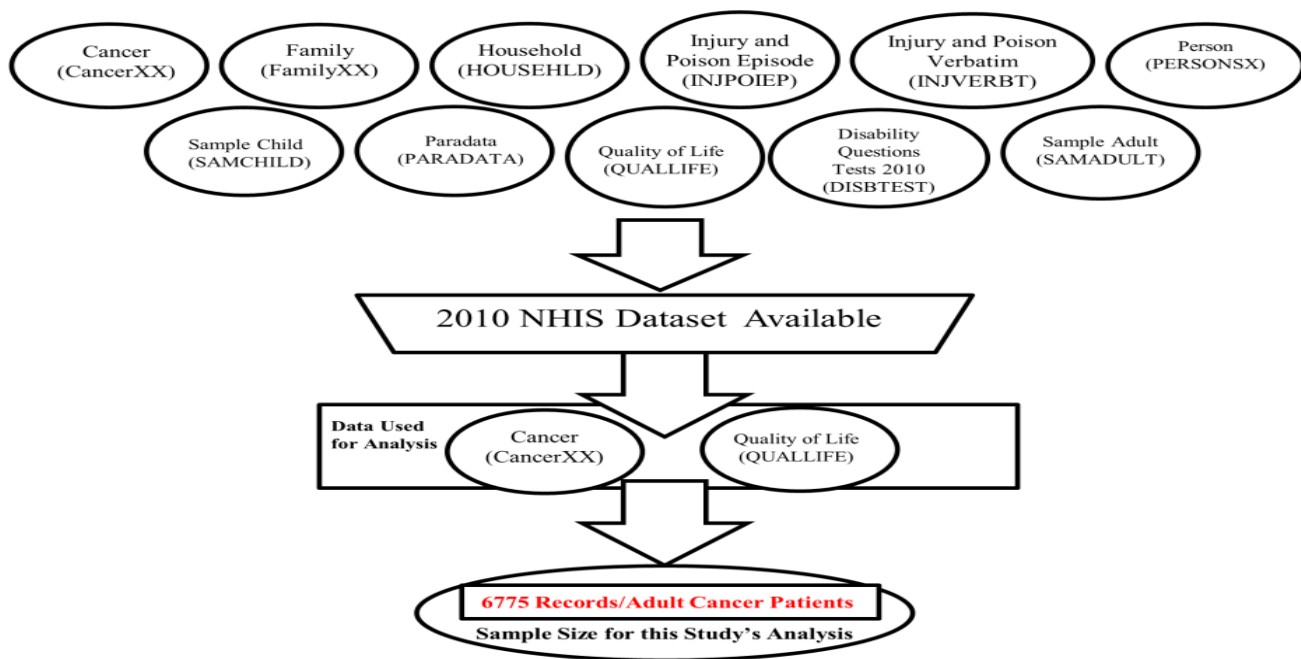 Cancer
(CancerXX)
Family
(FamilyXX)
Household
(HOUSEHLD)
Injury and
Poison Episode
(INJPOIEP)
Injury and Poison
Verbatim
(INJVERBT)
Person
(PERSONSX)
Sample Child
(SAMCHILD)
Paradata
(PARADATA)
Quality of Life
(QUALLIFE)
Disability
Questions
Tests 2010
(DISBTEST)
Sample Adult
(SAMADULT)
2010 NHIS Dataset Available
Data Used
for Analysis
Cancer
(CancerXX)
Quality of Life
(QUALLIFE)
6775 Records/Adult Cancer Patients
Sample Size for this Study's Analysis